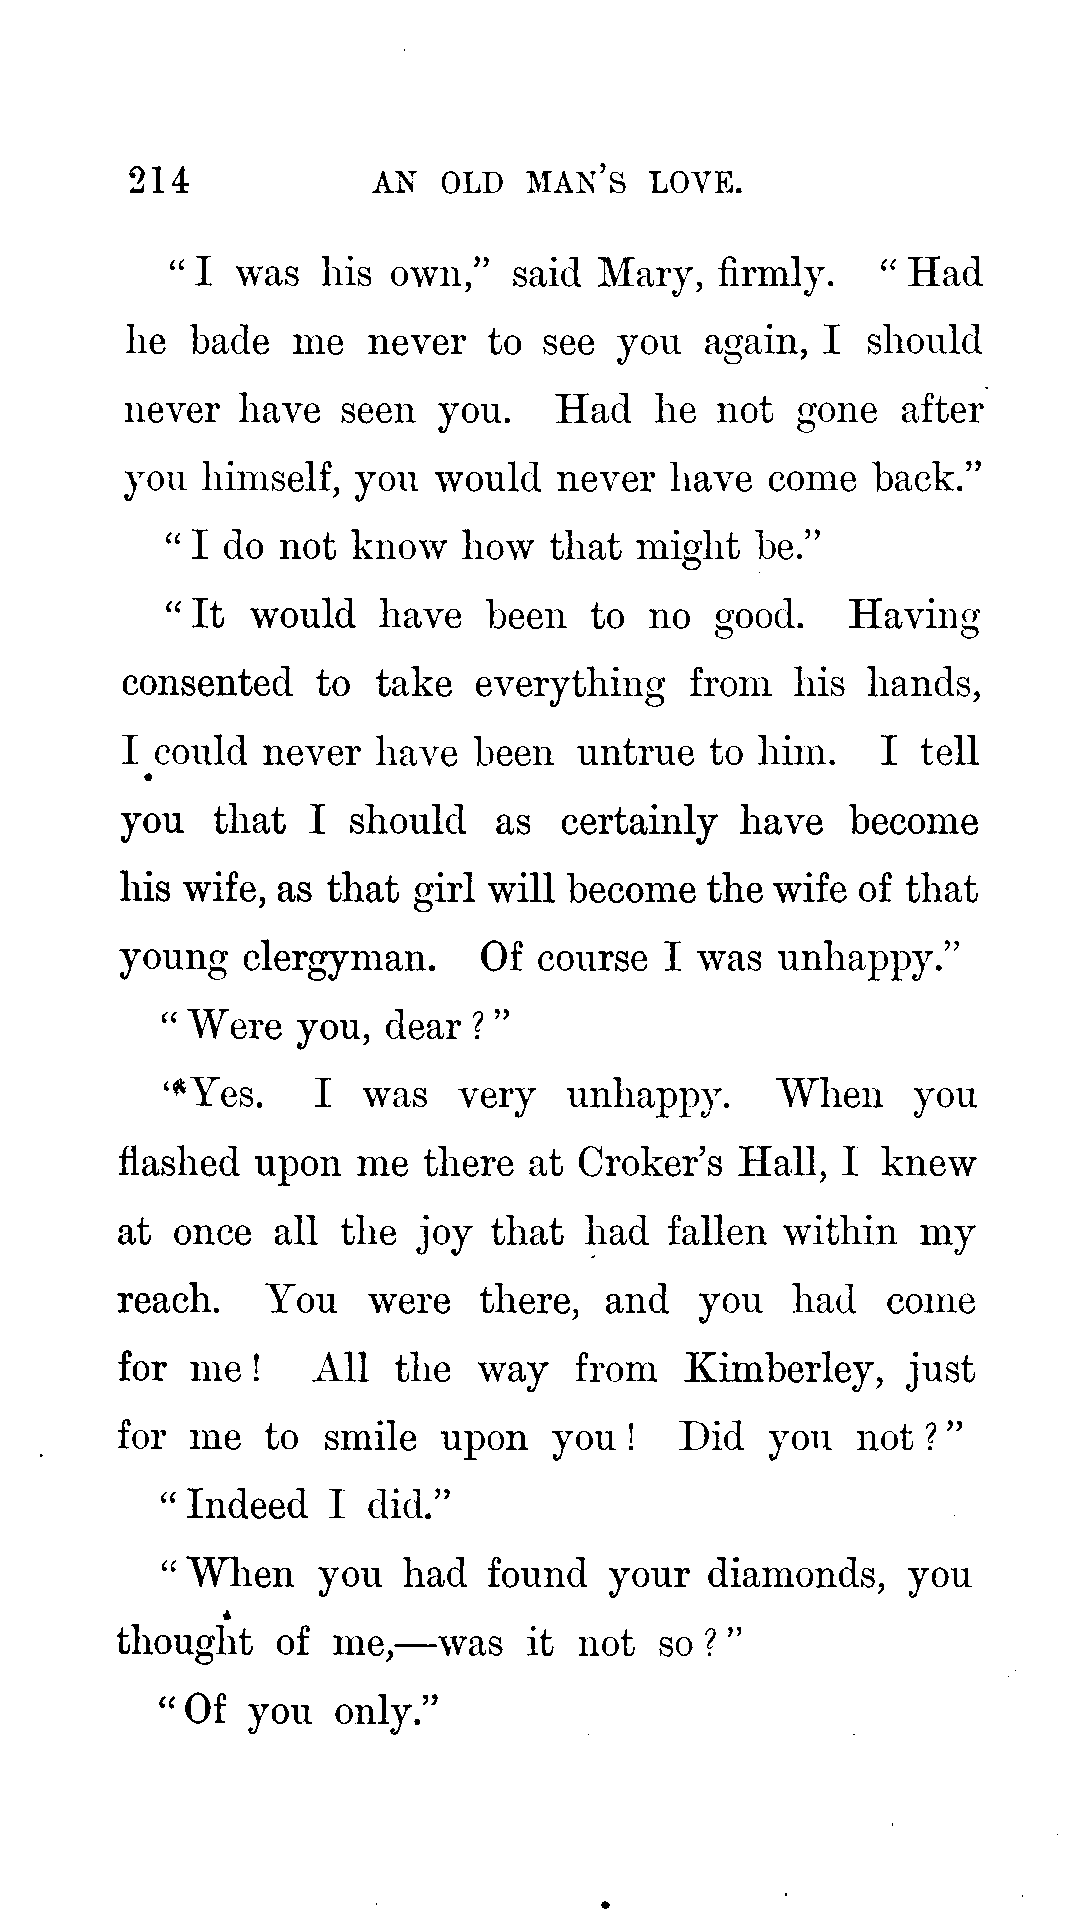 214 AN OLD MAN'S LOVE.
"I was his own," said Mary, firmly. "Had
he bade me never to see you again, I should
never have seen you. Had he not gone after
you himself, you would never have come back."
"I do not know how that might be."
"It would have been to no good. Having
consented to take everything from his hands,
I could never have been untrue to him. I tell
you that I should as certainly have become
his wife, as that girl will become the wife of that
young clergyman. Of course I was unhappy."
"Were you, dear?"
"Yes. I was very unhappy. When you
flashed upon me there at Croker's Hall, I knew
at once all the joy that had fallen within my
reach. You were there, and you had come
for me! All the way from Kimberley, just
for me to smile upon you! Did you not?"
"Indeed I did."
"When you had found your diamonds, you
thought of me,—was it not so?"
"Of you only."